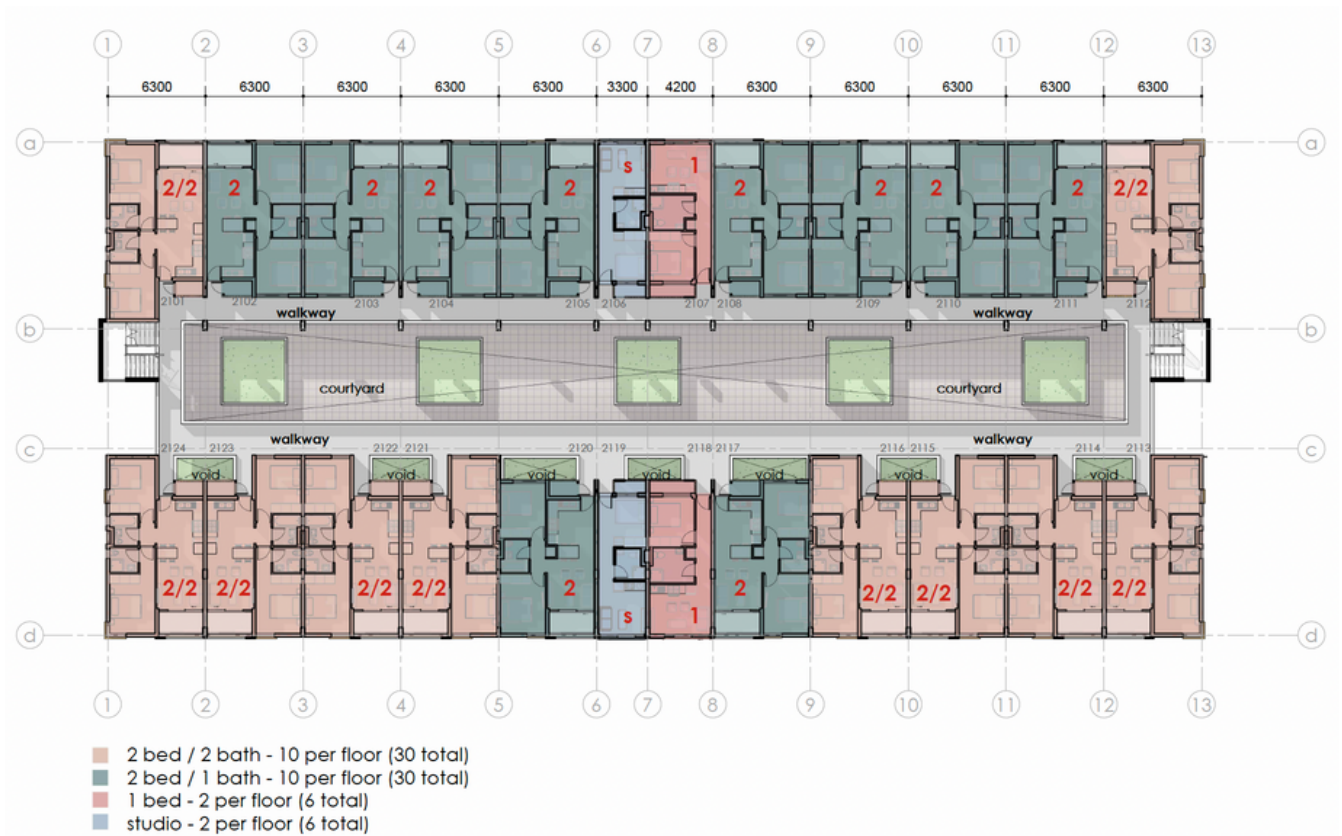 1 2 3 4 5 6 7 8 9 10 11 12 13
6300 6300 6300 6300 6300 3300 4200 6300 6300 6300 6300 6300
a a
2/2 2 2 2 2 s 1 2 2 2 2 2/2
2101 2102 2103 2104 2105 2106 2107 2108 2109 2110 2111 2112
walkway walkway
b b
courtyard courtyard
walkway walkway
c c
2124 2123 2122 2121 2120 2119 2118 2117 2116 2115 2114 2113
void void void void void void void
2/2 2/2 2/2 2/2 2 s 1 2 2/2 2/2 2/2 2/2
d d
1 2 3 4 5 6 7 8 9 10 11 12 13
2 bed / 2 bath - 10 per floor (30 total)
2 bed / 1 bath - 10 per floor (30 total)
1 bed - 2 per floor (6 total)
studio - 2 per floor (6 total)